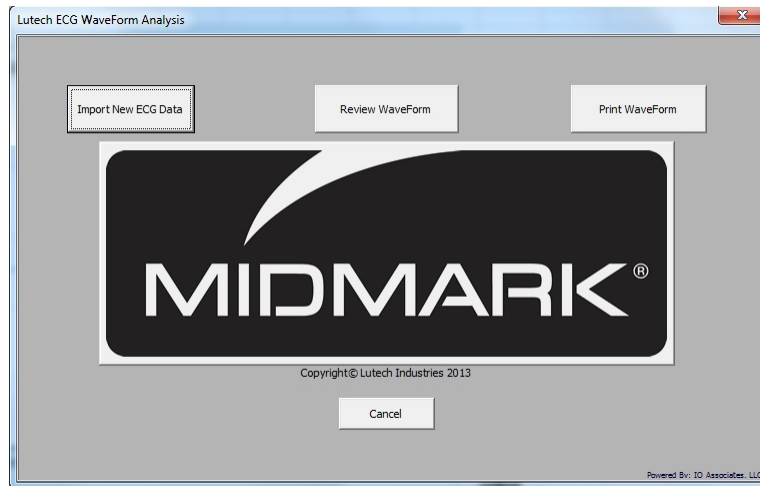 Lutech ECG WaveForm Analysis
Import New ECG Data
Review WaveForm
Print WaveForm
MIDMARK®
Copyright© Lutech Industries 2013
Cancel
Powered By: IO Associates, LLC